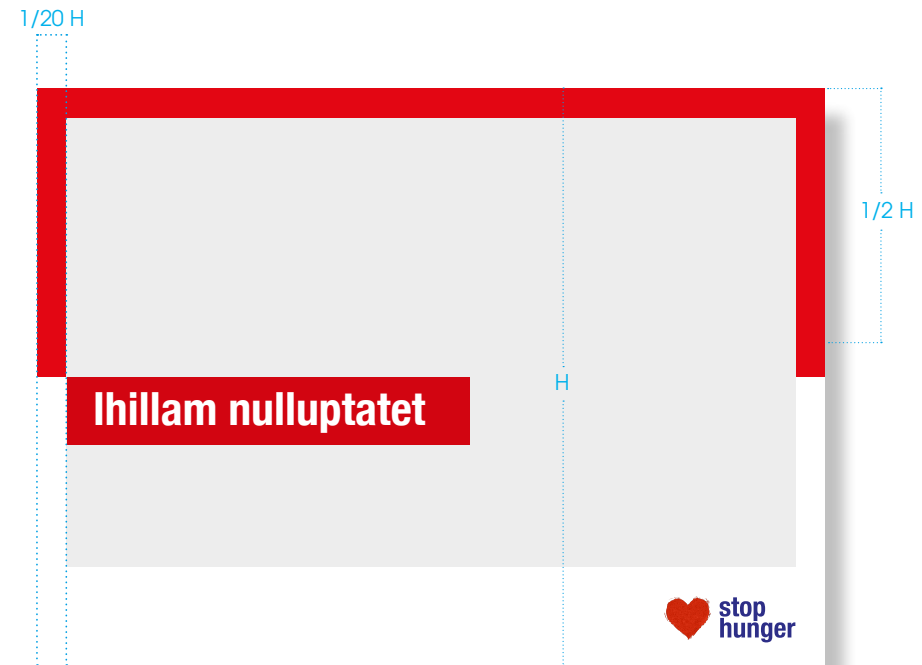 1/20 H
1/2 H
H
Ihillam nulluptatet
stop
hunger